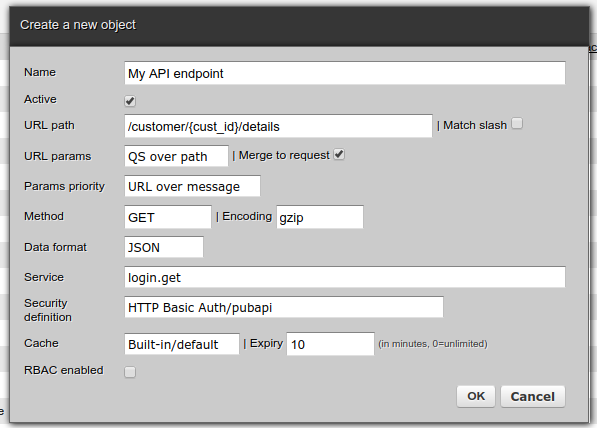 Create a new object
Name My API endpoint
Active
URL path /customer/{cust_id}/details | Match slash
URL params QS over path | Merge to request
Params priority URL over message
Method GET | Encoding gzip
Data format JSON
Service login.get
Security
definition HTTP Basic Auth/pubapi
Cache Built-in/default | Expiry 10 (in minutes, 0=unlimited)
RBAC enabled
OK Cancel